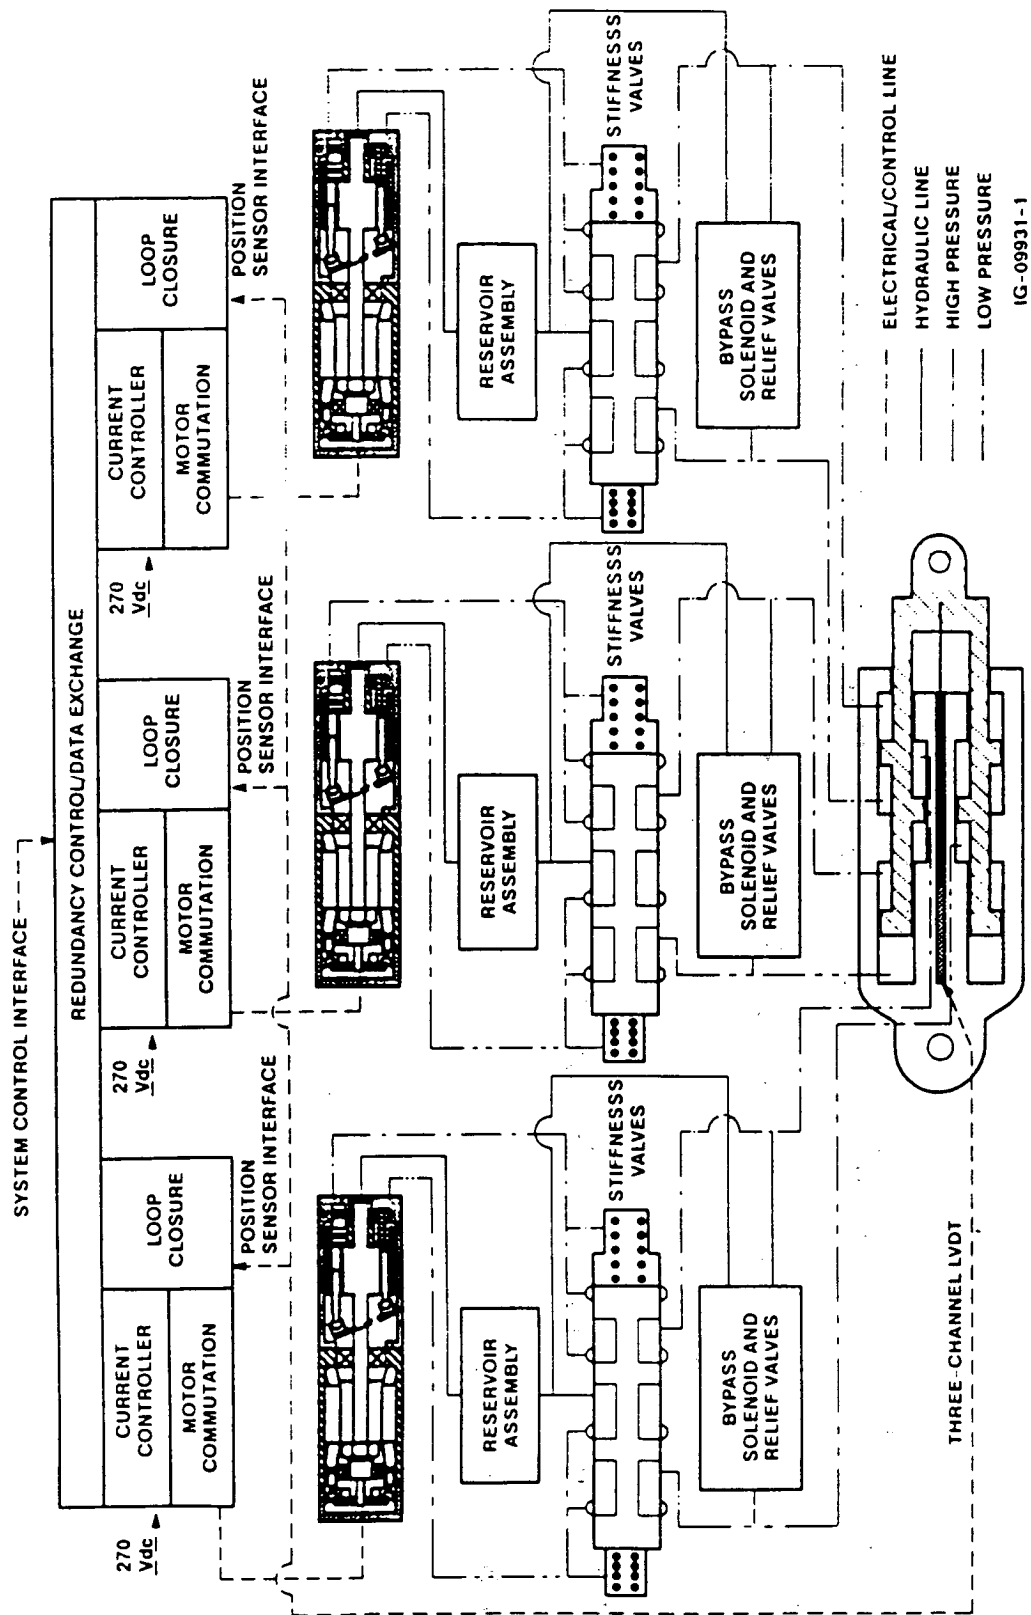 SYSTEM CONTROL INTERFACE
REDUNDANCY CONTROL/DATA EXCHANGE
270
Vdc
CURRENT
CONTROLLER
MOTOR
COMMUTATION
LOOP
CLOSURE
POSITION
SENSOR INTERFACE
270
Vdc
CURRENT
CONTROLLER
MOTOR
COMMUTATION
LOOP
CLOSURE
POSITION
SENSOR INTERFACE
270
Vdc
CURRENT
CONTROLLER
MOTOR
COMMUTATION
LOOP
CLOSURE
POSITION
SENSOR INTERFACE
RESERVOIR
ASSEMBLY
RESERVOIR
ASSEMBLY
RESERVOIR
ASSEMBLY
STIFFNESSS
VALVES
STIFFNESSS
VALVES
STIFFNESSS
VALVES
BYPASS
SOLENOID AND
RELIEF VALVES
BYPASS
SOLENOID AND
RELIEF VALVES
BYPASS
SOLENOID AND
RELIEF VALVES
THREE-CHANNEL LVDT
ELECTRICAL/CONTROL LINE
HYDRAULIC LINE
HIGH PRESSURE
LOW PRESSURE
IG-09931-1